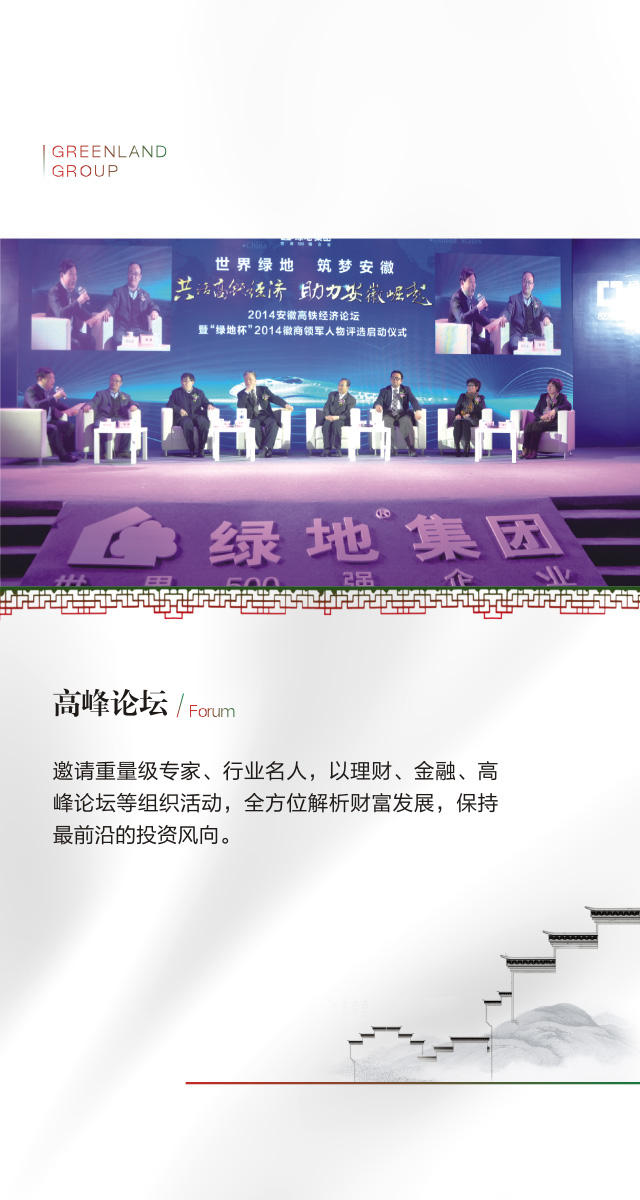 GREENLAND
GROUP
绿地集团
世界绿地 筑梦安徽
共话高铁经济 助力安徽崛起
2014安徽高铁经济论坛
暨“绿地杯”2014徽商领军人物评选启动仪式
绿地®集团
世界500强企业
高峰论坛 / Forum
邀请重量级专家、行业名人，以理财、金融、高
峰论坛等组织活动，全方位解析财富发展，保持
最前沿的投资风向。